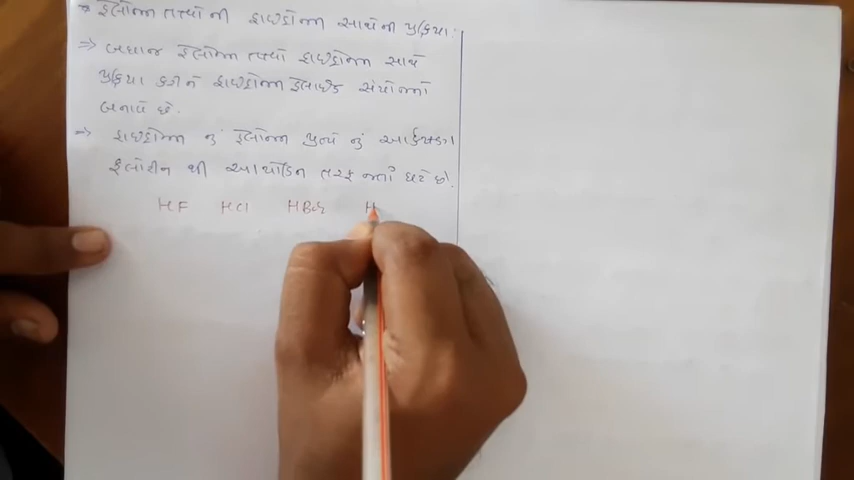 હેલોજન તત્વોની હાઇડ્રોજન સાથેની પ્રક્રિયા:
⇒ બધાજ હેલોજન તત્વો હાઇડ્રોજન સાથે
પ્રક્રિયા કરીને હાઇડ્રોજન હેલાઇડ સંયોજનો
બનાવે છે.
⇒ હાઇડ્રોજન નું હેલોજન પ્રત્યે નું આકર્ષણ
ફ્લોરીન થી આયોડિન તરફ જતાં ઘટે છે.
HF HCl HBr H